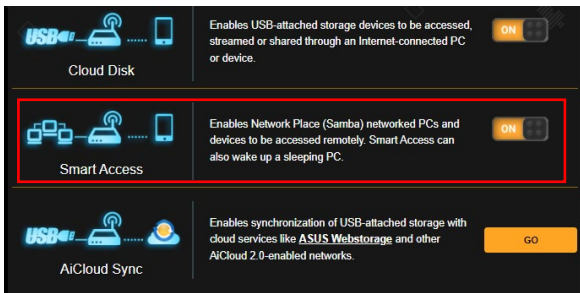 USB
Cloud Disk
Enables USB-attached storage devices to be accessed,
streamed or shared through an Internet-connected PC
or device.
ON
Smart Access
Enables Network Place (Samba) networked PCs and
devices to be accessed remotely. Smart Access can
also wake up a sleeping PC.
ON
USB
AiCloud Sync
Enables synchronization of USB-attached storage with
cloud services like ASUS Webstorage and other
AiCloud 2.0-enabled networks.
GO